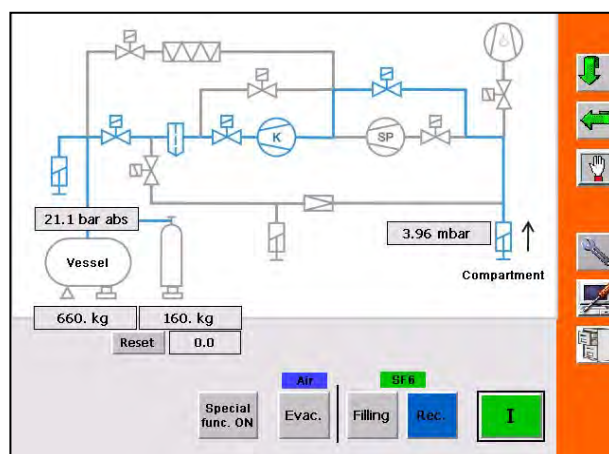 K
SP
21.1 bar abs
3.96 mbar
Vessel
Compartment
660. kg 160. kg
Reset 0.0
Air SF6
Special func. ON Evac. Filling Rec. I